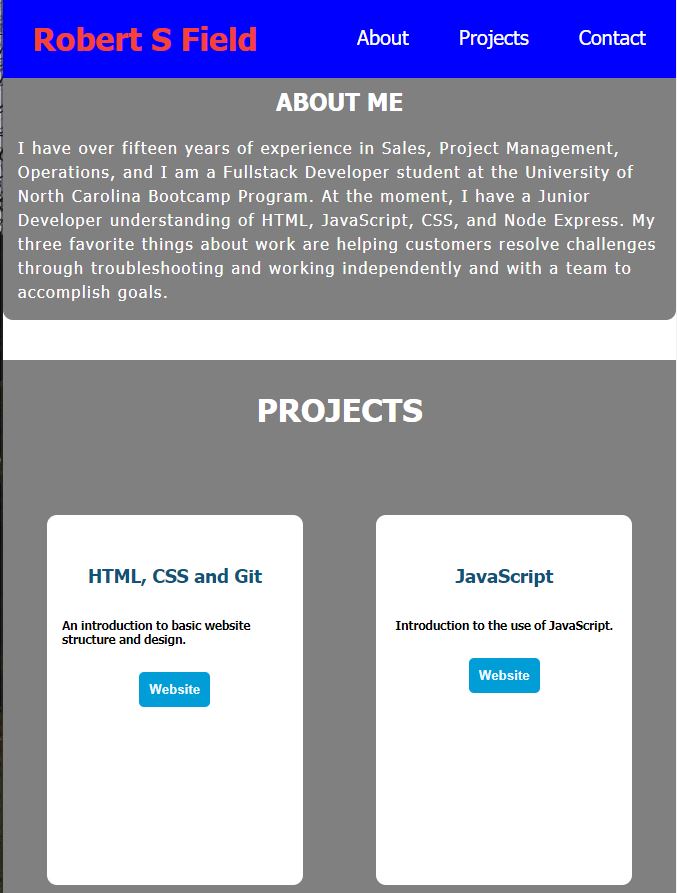 Robert S Field
About
Projects
Contact
ABOUT ME
I have over fifteen years of experience in Sales, Project Management,
Operations, and I am a Fullstack Developer student at the University of
North Carolina Bootcamp Program. At the moment, I have a Junior
Developer understanding of HTML, JavaScript, CSS, and Node Express. My
three favorite things about work are helping customers resolve challenges
through troubleshooting and working independently and with a team to
accomplish goals.
PROJECTS
HTML, CSS and Git
An introduction to basic website
structure and design.
Website
JavaScript
Introduction to the use of JavaScript.
Website